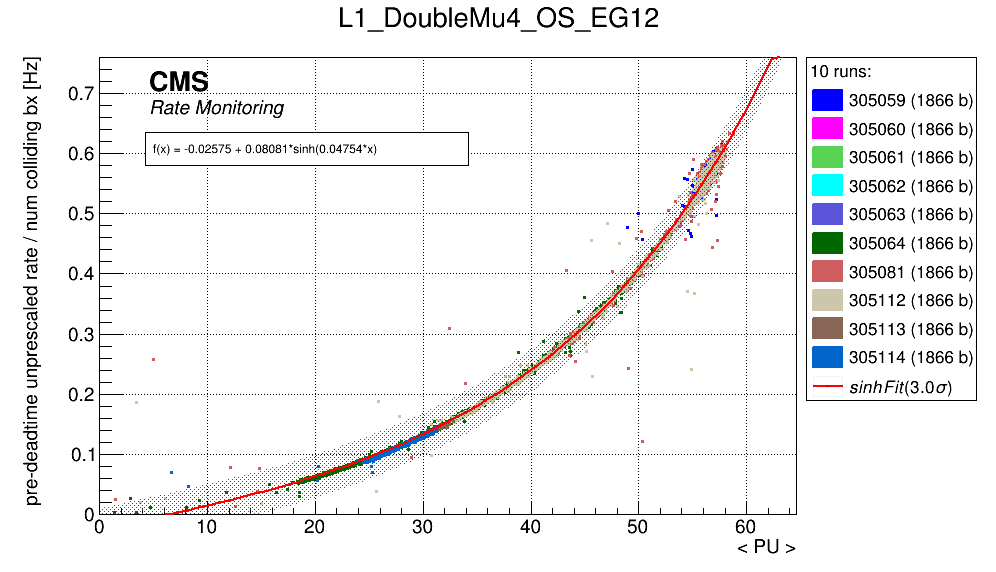 L1_DoubleMu4_OS_EG12
pre-deadtime unprescaled rate / num colliding bx [Hz]
CMS
Rate Monitoring
f(x) = -0.02575 + 0.08081*sinh(0.04754*x)
0.7
0.6
0.5
0.4
0.3
0.2
0.1
0
0 10 20 30 40 50 60
< PU >
10 runs:
305059 (1866 b)
305060 (1866 b)
305061 (1866 b)
305062 (1866 b)
305063 (1866 b)
305064 (1866 b)
305081 (1866 b)
305112 (1866 b)
305113 (1866 b)
305114 (1866 b)
sinhFit(3.0σ)